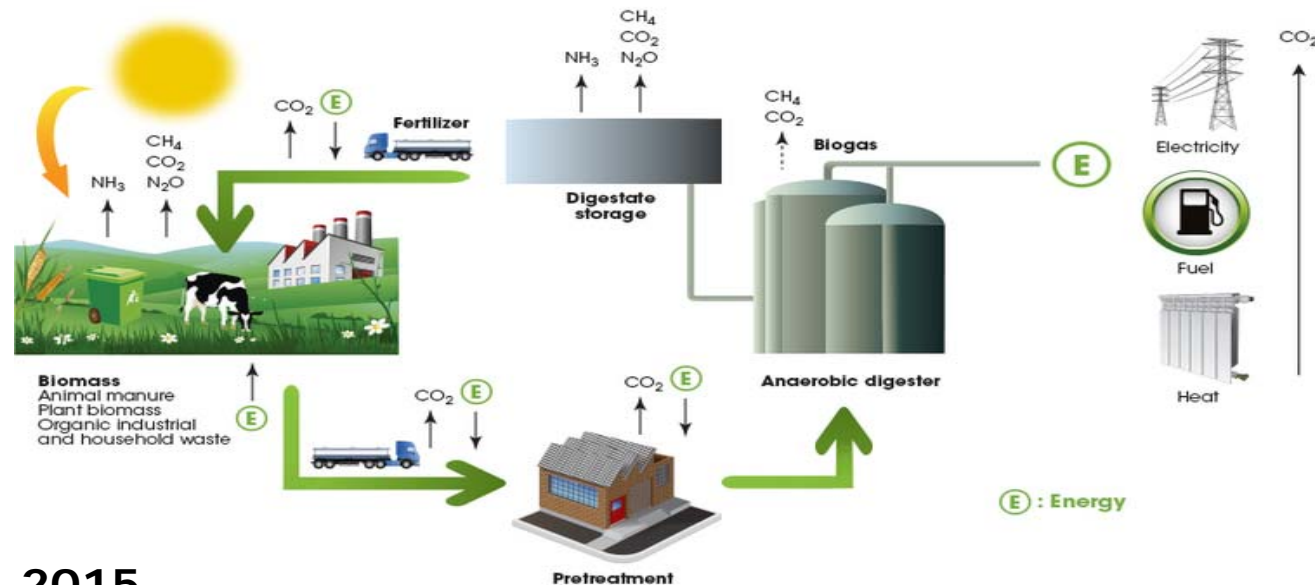 CH₄
CO₂
N₂O
NH₃
CO₂ E
Fertilizer
CH₄
CO₂
N₂O
NH₃
Digestate
storage
CH₄
CO₂
Biogas
E
CO₂
Electricity
Fuel
Heat
Anaerobic digester
Biomass
Animal manure
Plant biomass
Organic industrial
and household waste
E
CO₂ E
CO₂ E
Pretreatment
E : Energy
2015